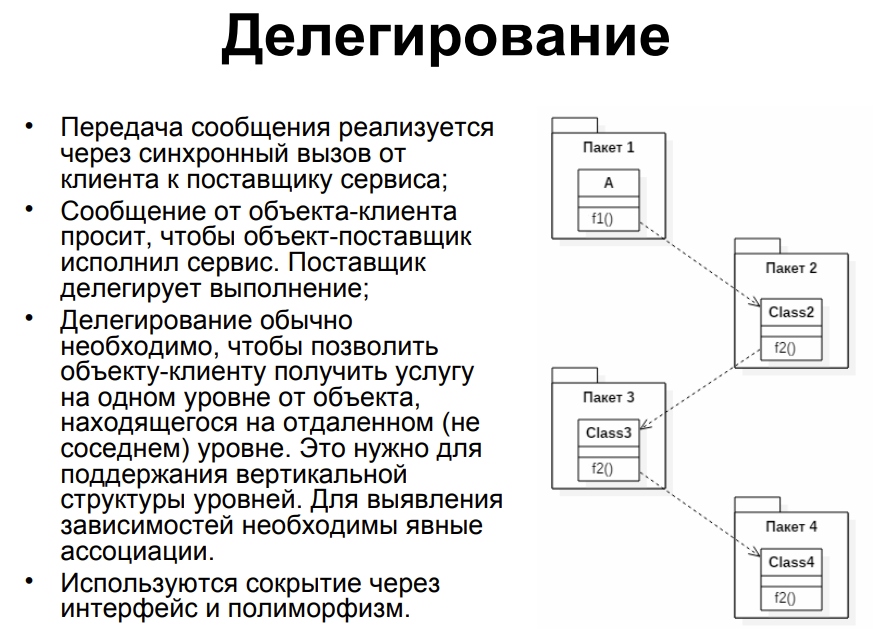 Делегирование
• Передача сообщения реализуется
через синхронный вызов от
клиента к поставщику сервиса;
• Сообщение от объекта-клиента
просит, чтобы объект-поставщик
исполнил сервис. Поставщик
делегирует выполнение;
• Делегирование обычно
необходимо, чтобы позволить
объекту-клиенту получить услугу
на одном уровне от объекта,
находящегося на отдаленном (не
соседнем) уровне. Это нужно для
поддержания вертикальной
структуры уровней. Для выявления
зависимостей необходимы явные
ассоциации.
• Используются сокрытие через
интерфейс и полиморфизм.
Пакет 1
A
f1()
Пакет 2
Class2
f2()
Пакет 3
Class3
f2()
Пакет 4
Class4
f2()